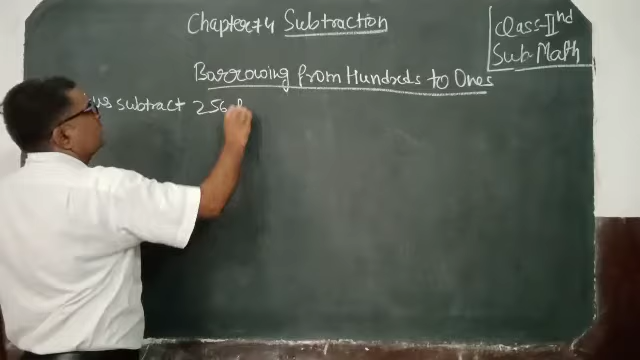 Chapter-4 Subtraction
Class-IInd
Sub-Math
Borrowing from Hundreds to Ones
subtract 256